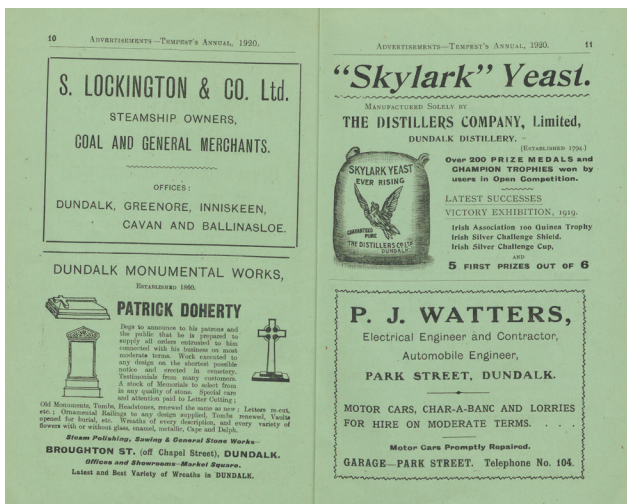 10 ADVERTISEMENTS—TEMPEST'S ANNUAL, 1920.
S. LOCKINGTON & CO. Ltd.
STEAMSHIP OWNERS,
COAL AND GENERAL MERCHANTS.
OFFICES:
DUNDALK, GREENORE, INNISKEEN,
CAVAN AND BALLINASLOE.
DUNDALK MONUMENTAL WORKS,
ESTABLISHED 1860.
PATRICK DOHERTY
Begs to announce to his patrons and
the public that he is prepared to
supply all orders entrusted to him
connected with his business on most
moderate terms. Work executed to
any design on the shortest possible
notice and erected in cemetery.
Testimonials from many customers.
A stock of Memorials to select from
in any quality of stone. Special care
and attention paid to Letter Cutting;
Old Monuments, Tombs, Headstones, renewed the same as new; Letters re-cut,
etc.; Ornamental Railings to any design supplied, Tombs renewed, Vaults
opened for burial, etc. Wreaths of every description, and every variety of
flowers with or without glass, enamel, metallic, Cape and Delph.
Steam Polishing, Sawing & General Stone Works—
BROUGHTON ST. (off Chapel Street), DUNDALK.
Offices and Showrooms—Market Square.
Latest and Best Variety of Wreaths in DUNDALK.
ADVERTISEMENTS—TEMPEST'S ANNUAL, 1920. 11
"Skylark" Yeast.
MANUFACTURED SOLELY BY
THE DISTILLERS COMPANY, Limited,
DUNDALK DISTILLERY.
(ESTABLISHED 1794.)
SKYLARK YEAST
EVER RISING
GUARANTEED
PURE
THE DISTILLERS CO LTD
DUNDALK
Over 200 PRIZE MEDALS and
CHAMPION TROPHIES won by
users in Open Competition.
LATEST SUCCESSES
VICTORY EXHIBITION, 1919.
Irish Association 100 Guinea Trophy
Irish Silver Challenge Shield.
Irish Silver Challenge Cup,
AND
5 FIRST PRIZES OUT OF 6
P. J. WATTERS,
Electrical Engineer and Contractor,
Automobile Engineer,
PARK STREET, DUNDALK.
MOTOR CARS, CHAR-A-BANC AND LORRIES
FOR HIRE ON MODERATE TERMS. . . .
Motor Cars Promptly Repaired.
GARAGE—PARK STREET. Telephone No. 104.